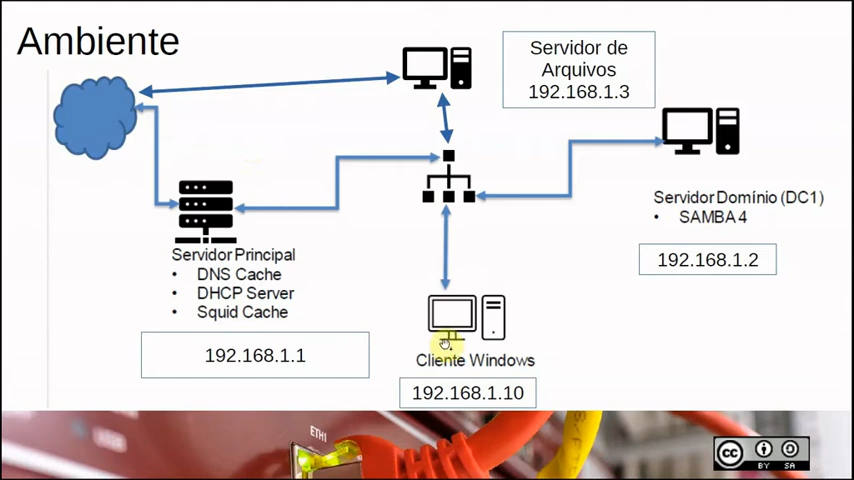 Ambiente
Servidor de
Arquivos
192.168.1.3
Servidor Domínio (DC1)
• SAMBA 4
192.168.1.2
Servidor Principal
• DNS Cache
• DHCP Server
• Squid Cache
192.168.1.1
Cliente Windows
192.168.1.10
ETH1
CC
BY SA